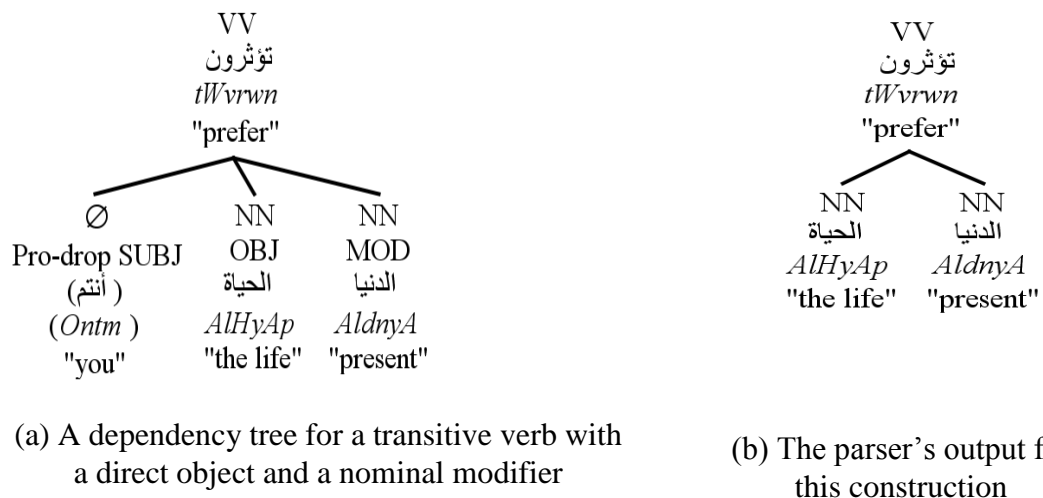 VV
تؤثرون
tWvrwn
"prefer"
∅
Pro-drop SUBJ
(أنتم )
(Ontm )
"you"
NN
OBJ
الحياة
AlHyAp
"the life"
NN
MOD
الدنيا
AldnyA
"present"
(a) A dependency tree for a transitive verb with
a direct object and a nominal modifier
VV
تؤثرون
tWvrwn
"prefer"
NN
الحياة
AlHyAp
"the life"
NN
الدنيا
AldnyA
"present"
(b) The parser’s output f
this construction